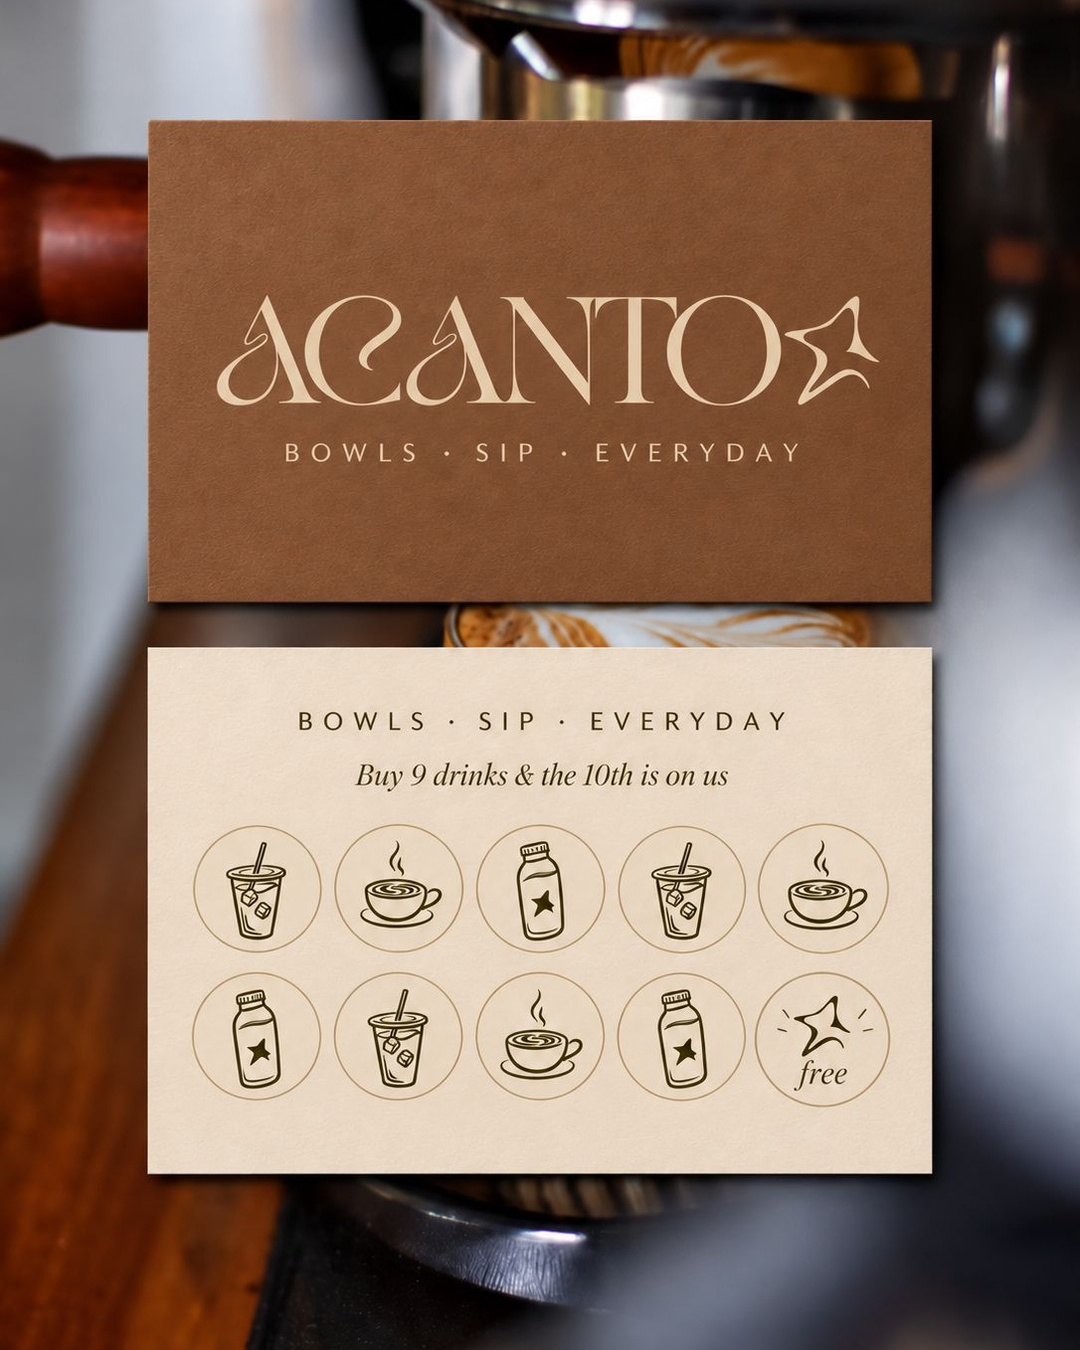 ACANTO
BOWLS · SIP · EVERYDAY
BOWLS · SIP · EVERYDAY
Buy 9 drinks & the 10th is on us
free